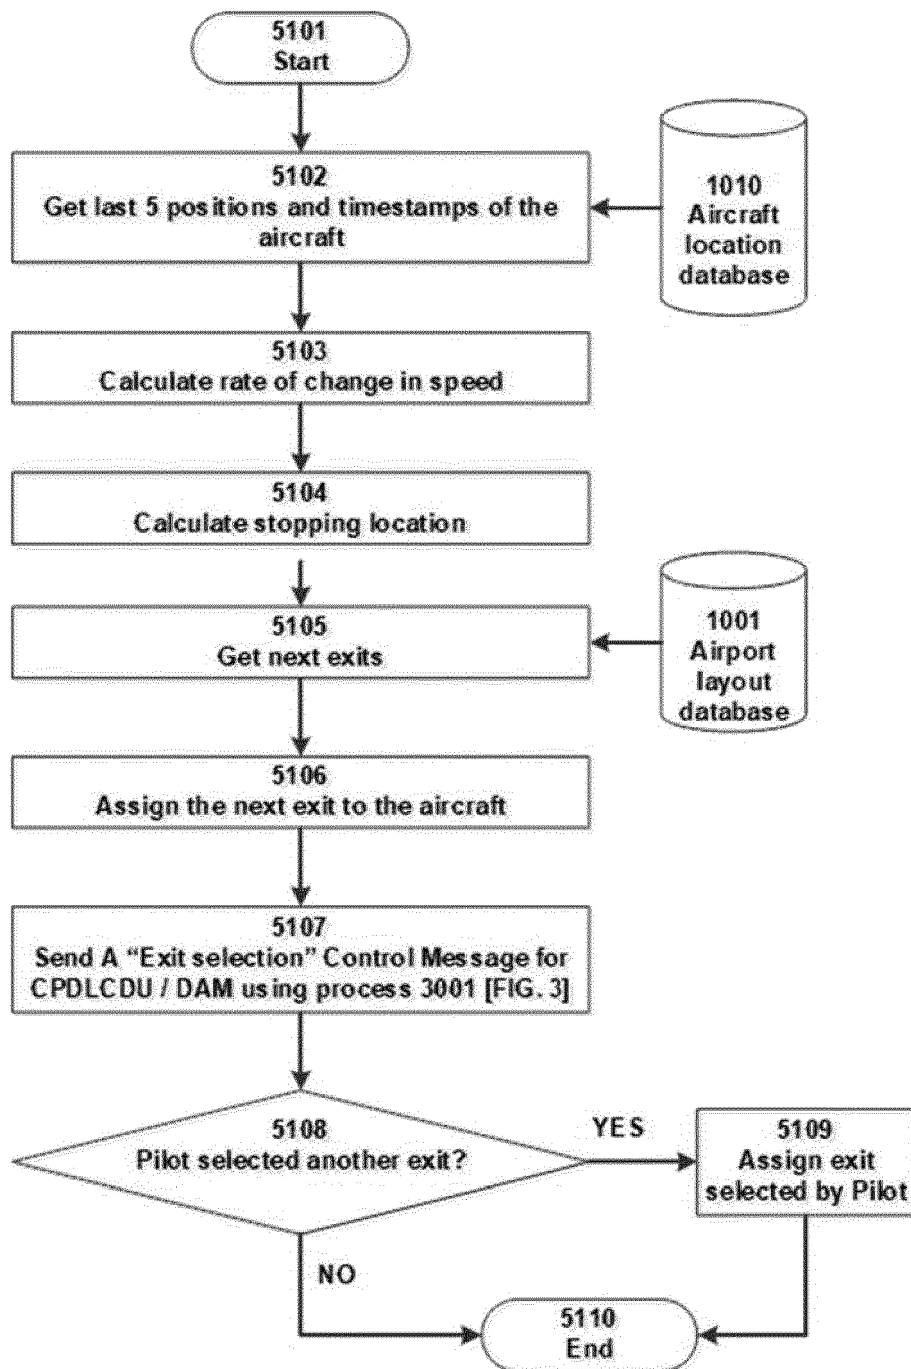 5101
Start
5102
Get last 5 positions and timestamps of the
aircraft
1010
Aircraft
location
database
5103
Calculate rate of change in speed
5104
Calculate stopping location
5105
Get next exits
1001
Airport
layout
database
5106
Assign the next exit to the aircraft
5107
Send A “Exit selection” Control Message for
CPDLCDU / DAM using process 3001 [FIG. 3]
5108
Pilot selected another exit?
YES
5109
Assign exit
selected by Pilot
NO
5110
End